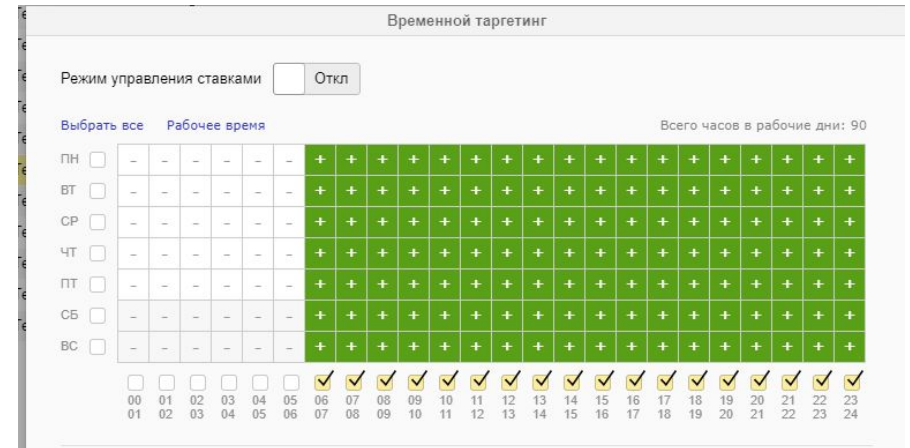 Временной таргетинг
Режим управления ставками Откл
Выбрать все Рабочее время Всего часов в рабочие дни: 90
ПН - - - - - - + + + + + + + + + + + + + + + + + +
ВТ - - - - - - + + + + + + + + + + + + + + + + + +
СР - - - - - - + + + + + + + + + + + + + + + + + +
ЧТ - - - - - - + + + + + + + + + + + + + + + + + +
ПТ - - - - - - + + + + + + + + + + + + + + + + + +
СБ - - - - - - + + + + + + + + + + + + + + + + + +
ВС - - - - - - + + + + + + + + + + + + + + + + + +
00 01 02 03 04 05 06 07 08 09 10 11 12 13 14 15 16 17 18 19 20 21 22 23
01 02 03 04 05 06 07 08 09 10 11 12 13 14 15 16 17 18 19 20 21 22 23 24